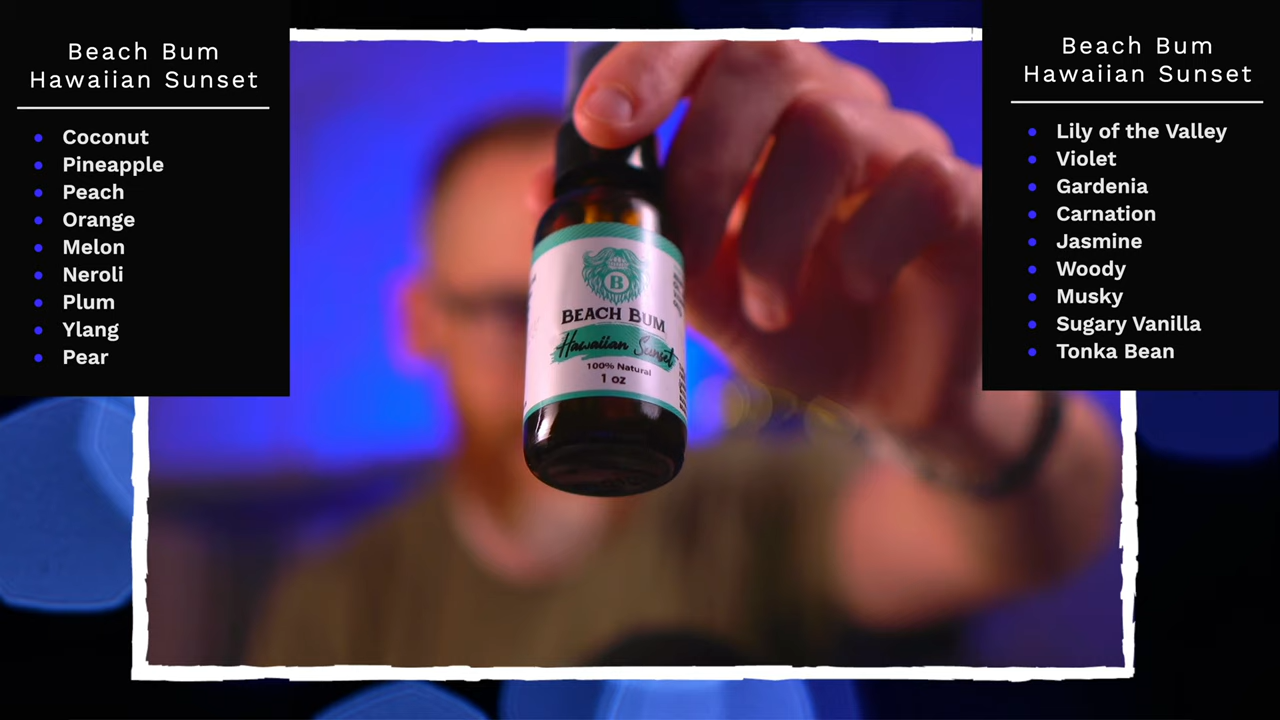 Beach Bum
Hawaiian Sunset
Coconut
Pineapple
Peach
Orange
Melon
Neroli
Plum
Ylang
Pear
B
BEACH BUM
Hawaiian Sunset
100% Natural
1 oz
Beach Bum
Hawaiian Sunset
Lily of the Valley
Violet
Gardenia
Carnation
Jasmine
Woody
Musky
Sugary Vanilla
Tonka Bean